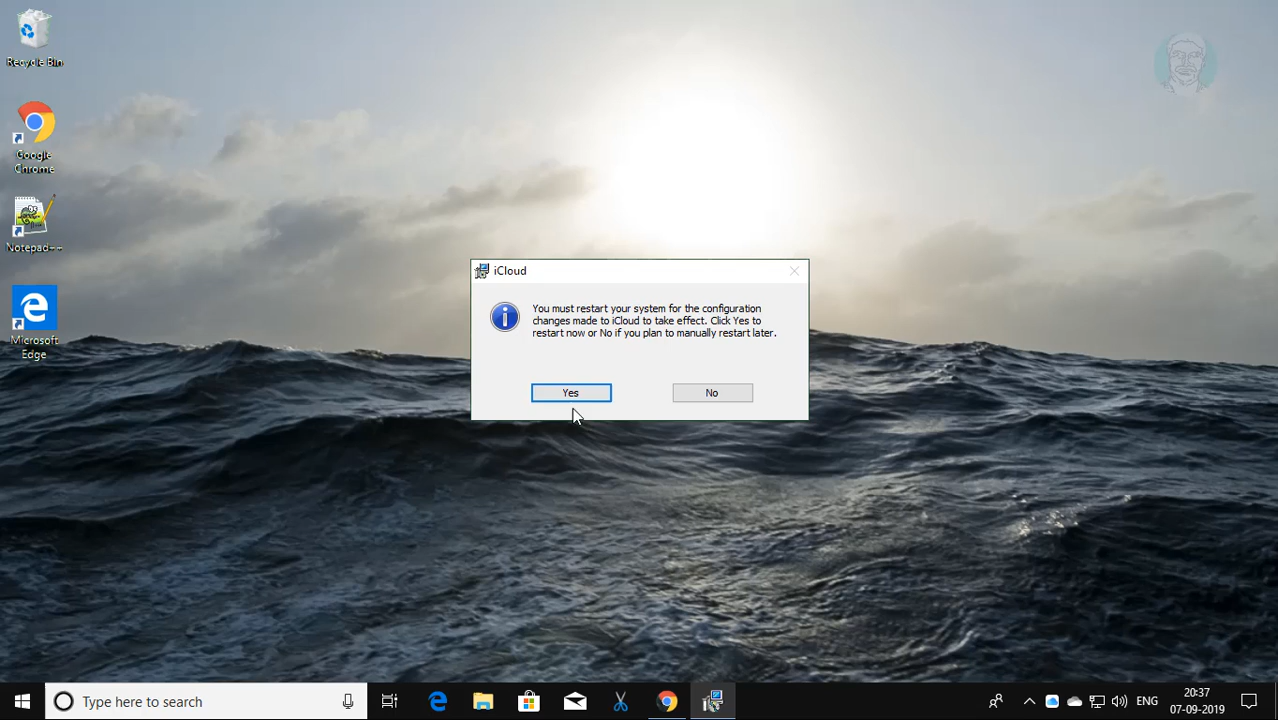 Recycle Bin
Google
Chrome
Notepad++
Microsoft
Edge
iCloud
You must restart your system for the configuration
changes made to iCloud to take effect. Click Yes to
restart now or No if you plan to manually restart later.
Yes
No
Type here to search
ENG
20:37
07-09-2019